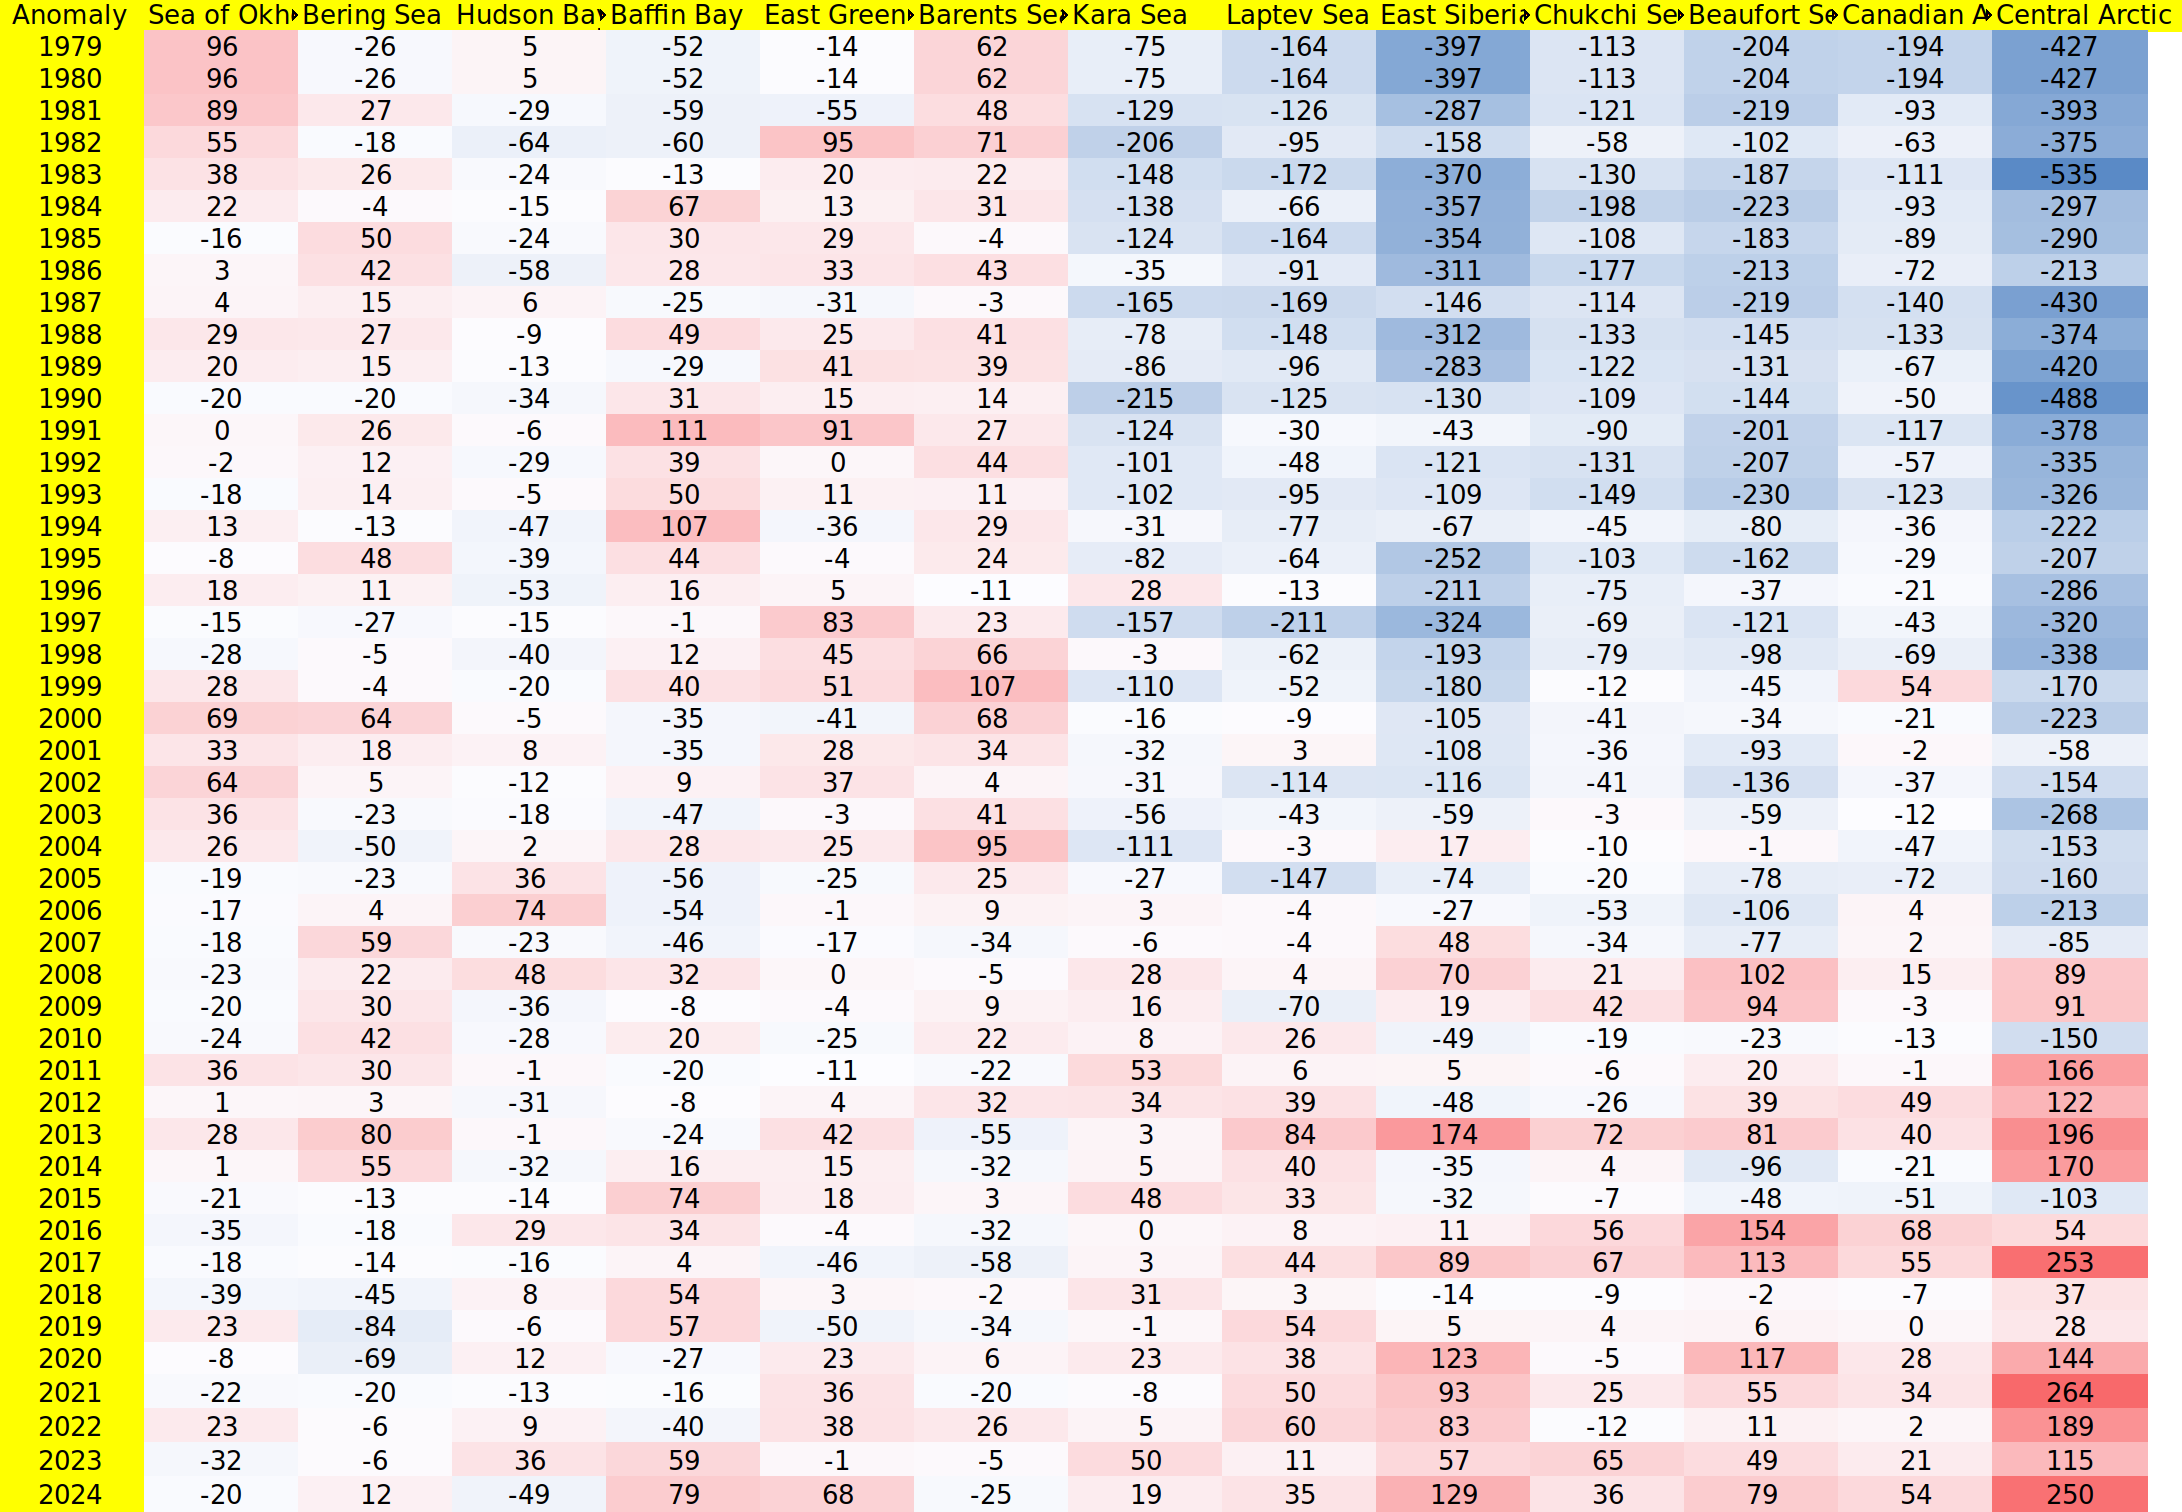 Anomaly Sea of Okh Bering Sea Hudson Bay Baffin Bay East Green Barents Se Kara Sea Laptev Sea East Siberi Chukchi Se Beaufort Se Canadian A Central Arctic
1979 96 -26 5 -52 -14 62 -75 -164 -397 -113 -204 -194 -427
1980 96 -26 5 -52 -14 62 -75 -164 -397 -113 -204 -194 -427
1981 89 27 -29 -59 -55 48 -129 -126 -287 -121 -219 -93 -393
1982 55 -18 -64 -60 95 71 -206 -95 -158 -58 -102 -63 -375
1983 38 26 -24 -13 20 22 -148 -172 -370 -130 -187 -111 -535
1984 22 -4 -15 67 13 31 -138 -66 -357 -198 -223 -93 -297
1985 -16 50 -24 30 29 -4 -124 -164 -354 -108 -183 -89 -290
1986 3 42 -58 28 33 43 -35 -91 -311 -177 -213 -72 -213
1987 4 15 6 -25 -31 -3 -165 -169 -146 -114 -219 -140 -430
1988 29 27 -9 49 25 41 -78 -148 -312 -133 -145 -133 -374
1989 20 15 -13 -29 41 39 -86 -96 -283 -122 -131 -67 -420
1990 -20 -20 -34 31 15 14 -215 -125 -130 -109 -144 -50 -488
1991 0 26 -6 111 91 27 -124 -30 -43 -90 -201 -117 -378
1992 -2 12 -29 39 0 44 -101 -48 -121 -131 -207 -57 -335
1993 -18 14 -5 50 11 11 -102 -95 -109 -149 -230 -123 -326
1994 13 -13 -47 107 -36 29 -31 -77 -67 -45 -80 -36 -222
1995 -8 48 -39 44 -4 24 -82 -64 -252 -103 -162 -29 -207
1996 18 11 -53 16 5 -11 28 -13 -211 -75 -37 -21 -286
1997 -15 -27 -15 -1 83 23 -157 -211 -324 -69 -121 -43 -320
1998 -28 -5 -40 12 45 66 -3 -62 -193 -79 -98 -69 -338
1999 28 -4 -20 40 51 107 -110 -52 -180 -12 -45 54 -170
2000 69 64 -5 -35 -41 68 -16 -9 -105 -41 -34 -21 -223
2001 33 18 8 -35 28 34 -32 3 -108 -36 -93 -2 -58
2002 64 5 -12 9 37 4 -31 -114 -116 -41 -136 -37 -154
2003 36 -23 -18 -47 -3 41 -56 -43 -59 -3 -59 -12 -268
2004 26 -50 2 28 25 95 -111 -3 17 -10 -1 -47 -153
2005 -19 -23 36 -56 -25 25 -27 -147 -74 -20 -78 -72 -160
2006 -17 4 74 -54 -1 9 3 -4 -27 -53 -106 4 -213
2007 -18 59 -23 -46 -17 -34 -6 -4 48 -34 -77 2 -85
2008 -23 22 48 32 0 -5 28 4 70 21 102 15 89
2009 -20 30 -36 -8 -4 9 16 -70 19 42 94 -3 91
2010 -24 42 -28 20 -25 22 8 26 -49 -19 -23 -13 -150
2011 36 30 -1 -20 -11 -22 53 6 5 -6 20 -1 166
2012 1 3 -31 -8 4 32 34 39 -48 -26 39 49 122
2013 28 80 -1 -24 42 -55 3 84 174 72 81 40 196
2014 1 55 -32 16 15 -32 5 40 -35 4 -96 -21 170
2015 -21 -13 -14 74 18 3 48 33 -32 -7 -48 -51 -103
2016 -35 -18 29 34 -4 -32 0 8 11 56 154 68 54
2017 -18 -14 -16 4 -46 -58 3 44 89 67 113 55 253
2018 -39 -45 8 54 3 -2 31 3 -14 -9 -2 -7 37
2019 23 -84 -6 57 -50 -34 -1 54 5 4 6 0 28
2020 -8 -69 12 -27 23 6 23 38 123 -5 117 28 144
2021 -22 -20 -13 -16 36 -20 -8 50 93 25 55 34 264
2022 23 -6 9 -40 38 26 5 60 83 -12 11 2 189
2023 -32 -6 36 59 -1 -5 50 11 57 65 49 21 115
2024 -20 12 -49 79 68 -25 19 35 129 36 79 54 250